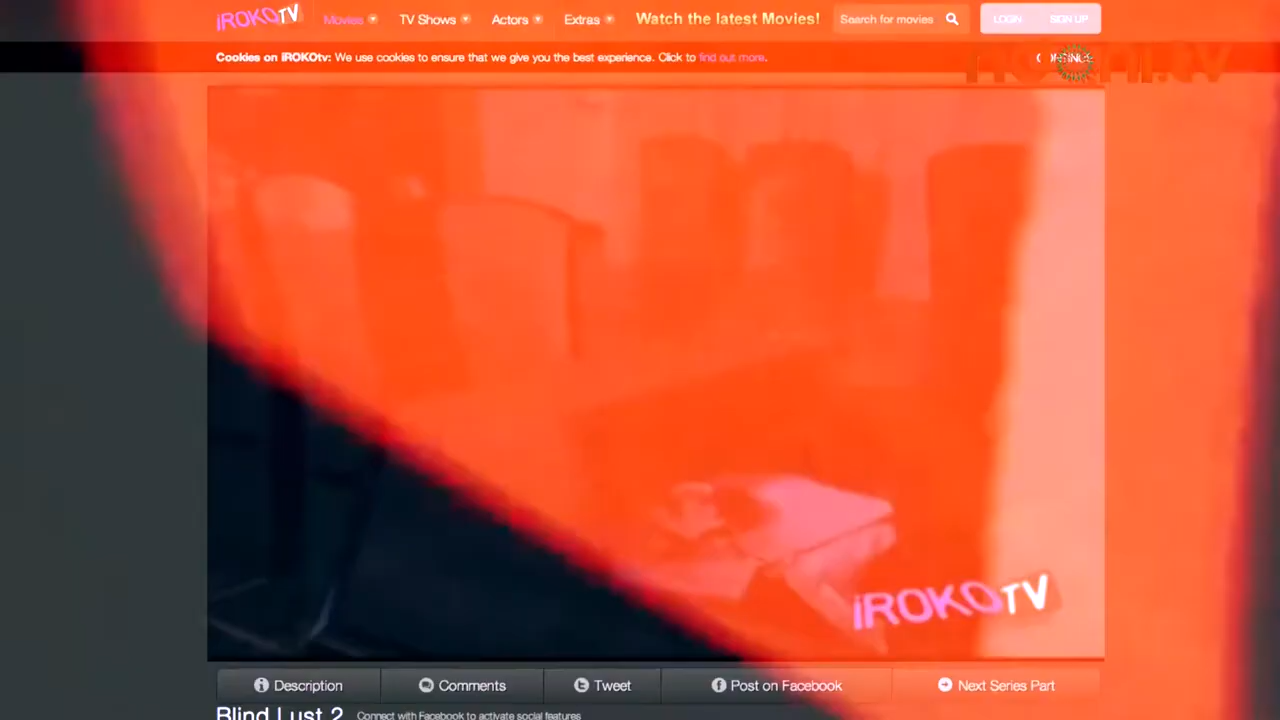 iROKOTV Movies TV Shows Actors Extras Watch the latest Movies! Search for movies LOGIN SIGN UP
Cookies on iROKOtv: We use cookies to ensure that we give you the best experience. Click to find out more. CONTINUE
iROKOTV
Description Comments Tweet Post on Facebook Next Series Part
Blind Lust 2 Connect with Facebook to activate social features